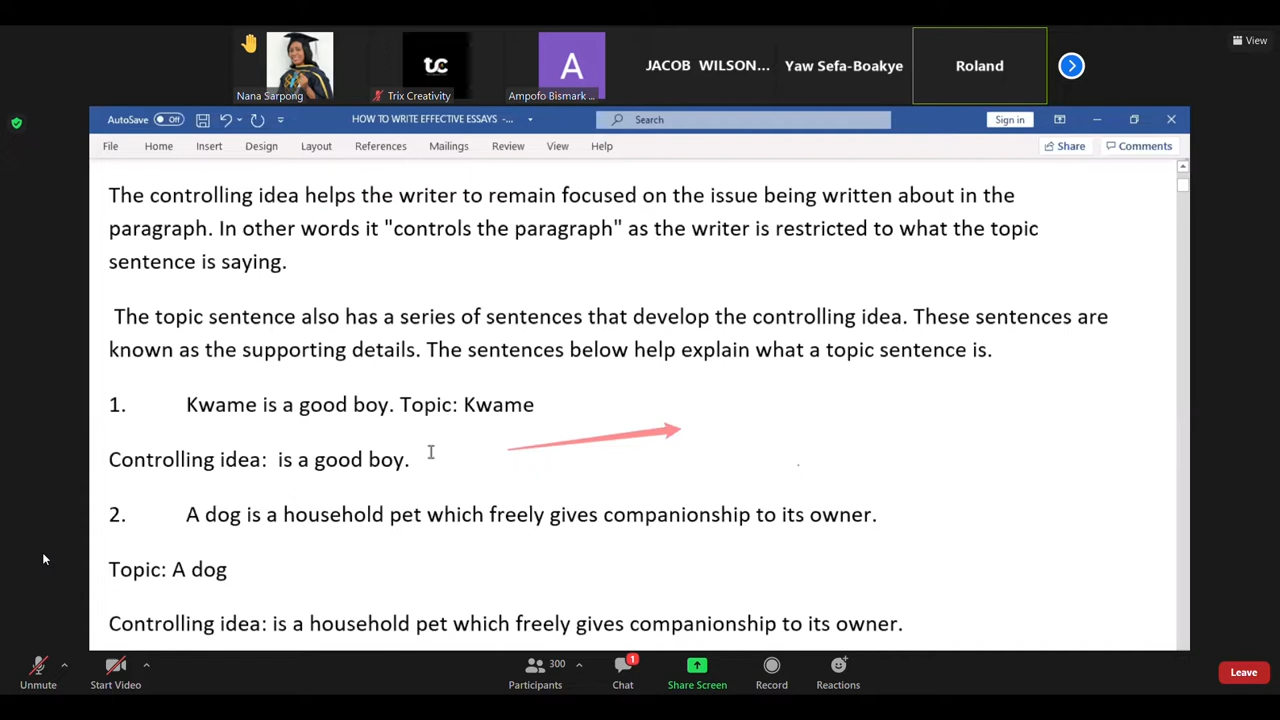 View
Nana Sarpong
tc
Trix Creativity
A
Ampofo Bismark ...
JACOB WILSON...
Yaw Sefa-Boakye
Roland
AutoSave Off
HOW TO WRITE EFFECTIVE ESSAYS -...
Search
Sign in
File Home Insert Design Layout References Mailings Review View Help Share Comments
The controlling idea helps the writer to remain focused on the issue being written about in the
paragraph. In other words it "controls the paragraph" as the writer is restricted to what the topic
sentence is saying.
The topic sentence also has a series of sentences that develop the controlling idea. These sentences are
known as the supporting details. The sentences below help explain what a topic sentence is.
1. Kwame is a good boy. Topic: Kwame
Controlling idea: is a good boy.
2. A dog is a household pet which freely gives companionship to its owner.
Topic: A dog
Controlling idea: is a household pet which freely gives companionship to its owner.
300
1
Unmute
Start Video
Participants
Chat
Share Screen
Record
Reactions
Leave